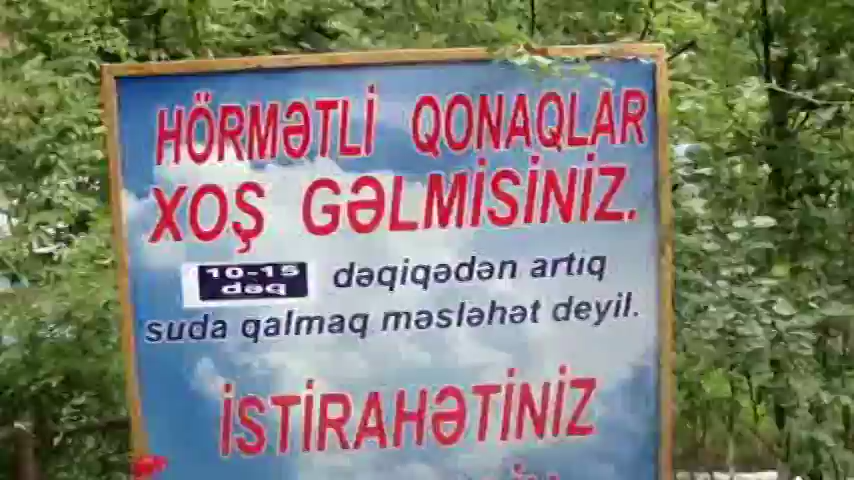 HÖRMƏTLİ QONAQLAR
XOŞ GƏLMİSİNİZ.
10-15 dəq dəqiqədən artıq
suda qalmaq məsləhət deyil.
İSTİRAHƏTİNİZ